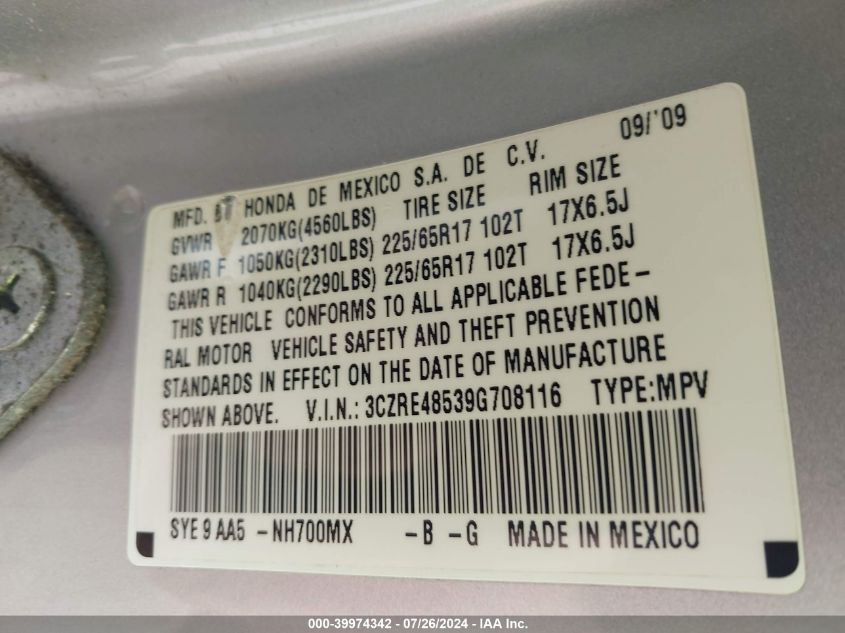 09/'09
MFD. BY HONDA DE MEXICO S.A. DE C.V.
GVWR 2070KG(4560LBS) TIRE SIZE RIM SIZE
GAWR F 1050KG(2310LBS) 225/65R17 102T 17X6.5J
GAWR R 1040KG(2290LBS) 225/65R17 102T 17X6.5J
THIS VEHICLE CONFORMS TO ALL APPLICABLE FEDE-
RAL MOTOR VEHICLE SAFETY AND THEFT PREVENTION
STANDARDS IN EFFECT ON THE DATE OF MANUFACTURE
SHOWN ABOVE. V.I.N.: 3CZRE48539G708116 TYPE:MPV
SYE 9 AA5 -NH700MX -B -G MADE IN MEXICO
000-39974342 - 07/26/2024 - IAA Inc.